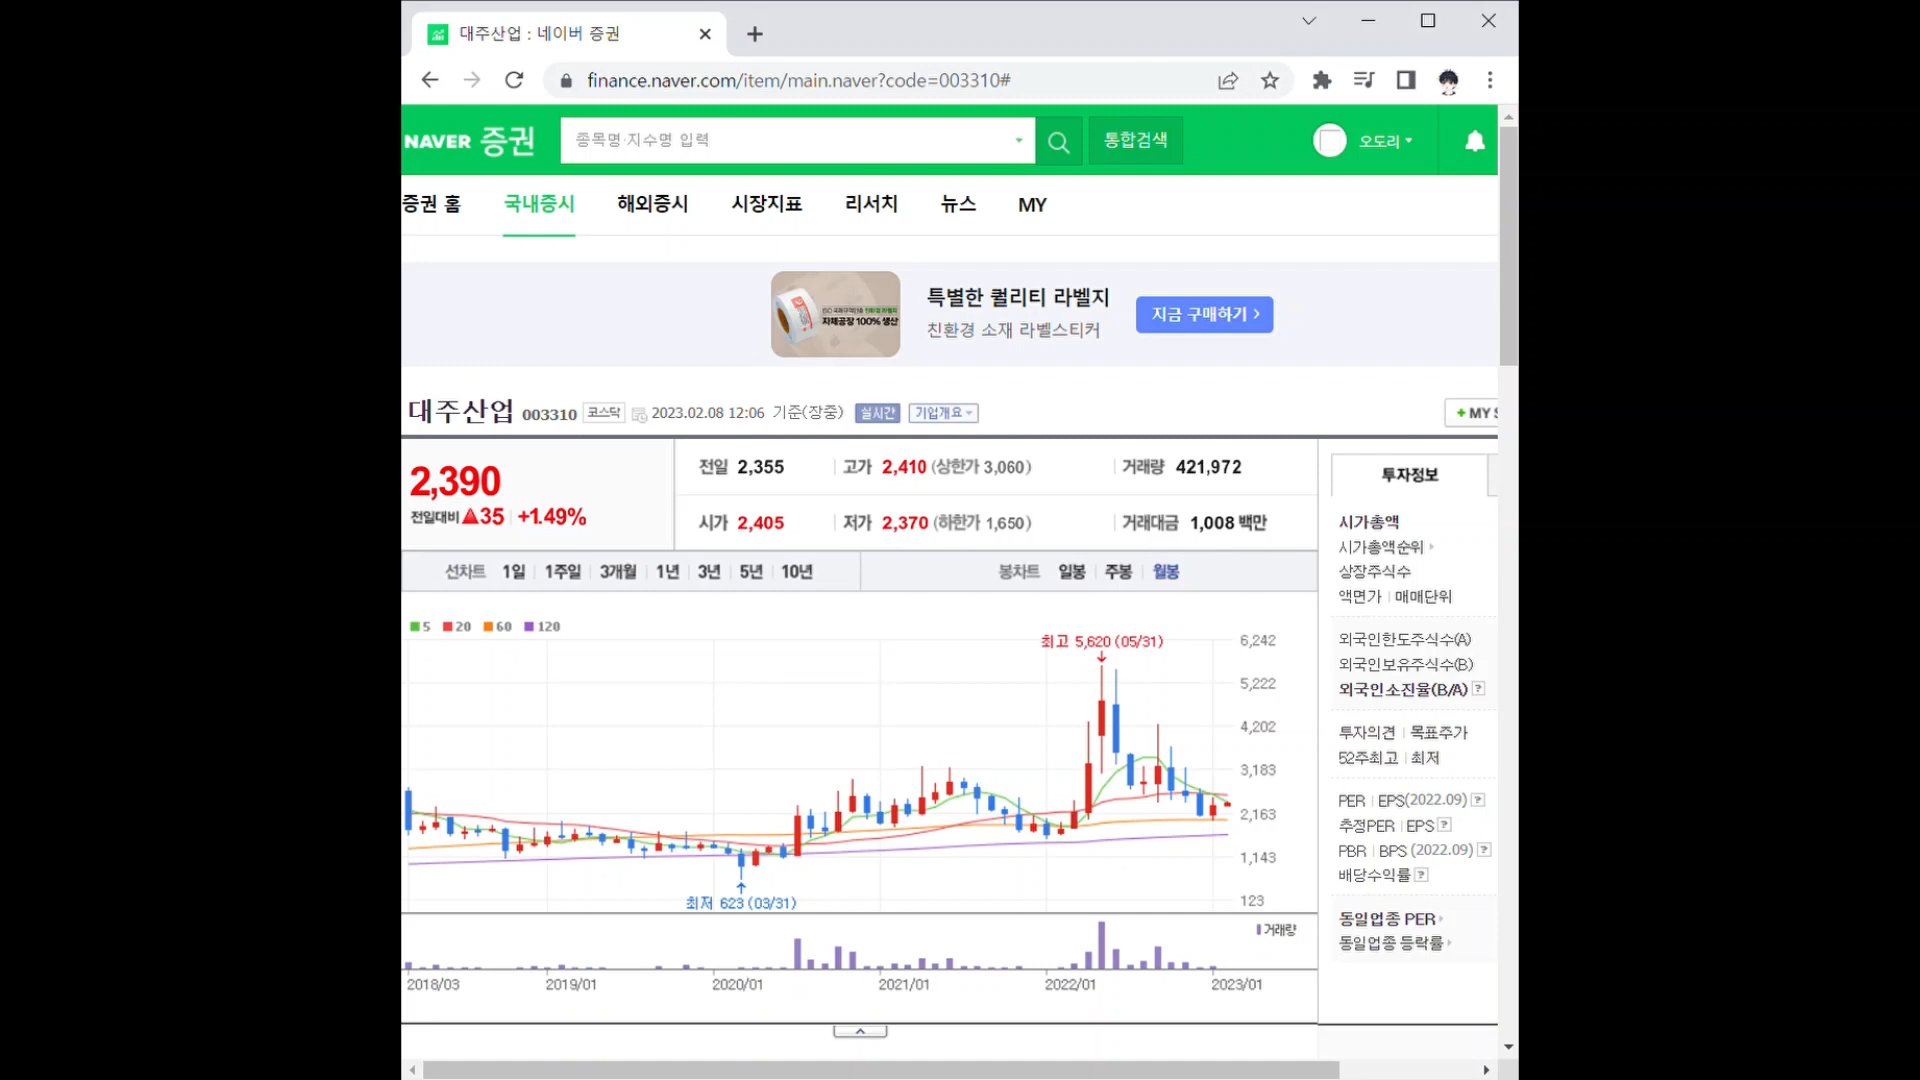 대주산업 : 네이버 증권
finance.naver.com/item/main.naver?code=003310#
NAVER 증권
종목명·지수명 입력
통합검색
오도리
증권 홈 국내증시 해외증시 시장지표 리서치 뉴스 MY
자체공장 100% 생산
특별한 퀄리티 라벨지
친환경 소재 라벨스티커
지금 구매하기 >
대주산업 003310 코스닥 2023.02.08 12:06 기준(장중) 실시간 기업개요
+ MY
2,390
전일대비 ▲35 +1.49%
전일 2,355 고가 2,410 (상한가 3,060) 거래량 421,972
시가 2,405 저가 2,370 (하한가 1,650) 거래대금 1,008 백만
선차트 1일 1주일 3개월 1년 3년 5년 10년
봉차트 일봉 주봉 월봉
5 20 60 120
최고 5,620 (05/31)
6,242
5,222
4,202
3,183
2,163
1,143
123
최저 623 (03/31)
거래량
2018/03 2019/01 2020/01 2021/01 2022/01 2023/01
투자정보
시가총액
시가총액순위
상장주식수
액면가 | 매매단위
외국인한도주식수(A)
외국인보유주식수(B)
외국인소진율(B/A) ?
투자의견 | 목표주가
52주최고 | 최저
PER | EPS(2022.09) ?
추정PER | EPS ?
PBR | BPS (2022.09) ?
배당수익률 ?
동일업종 PER
동일업종 등락률